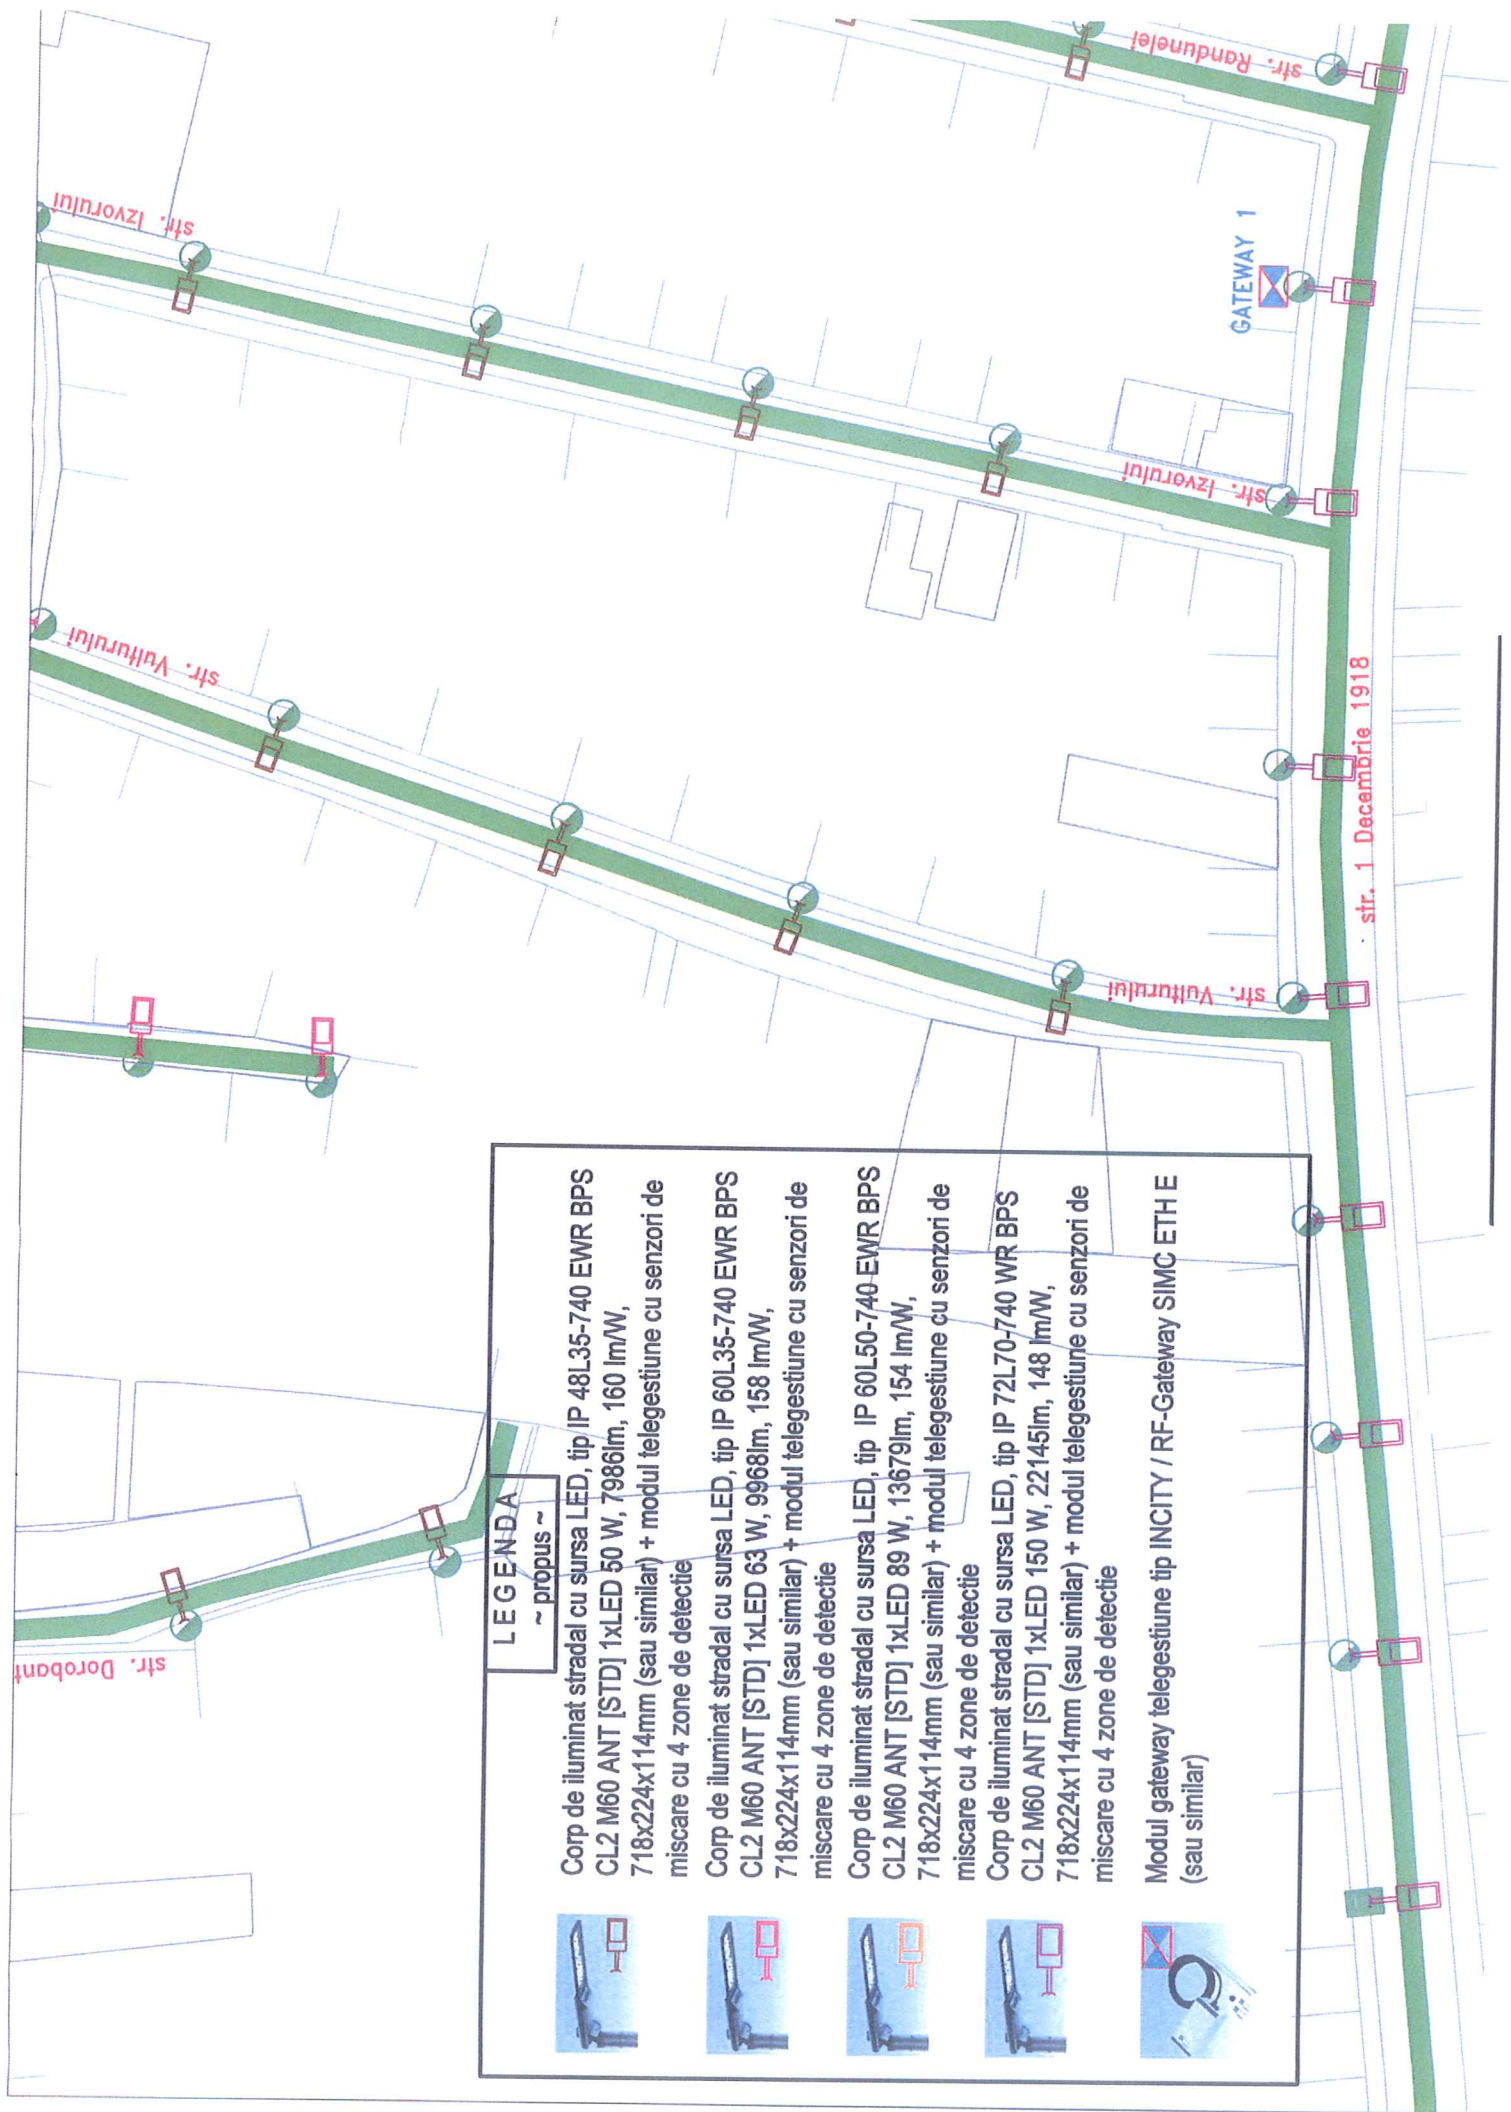 str. Dorobant
str. Vulturului
str. Izvorului
str. Randunelei
str. Vulturului
str. Izvorului
GATEWAY 1
str. 1 Decembrie 1918
LEGENDA
~ propus ~
Corp de iluminat stradal cu sursa LED, tip IP 48L35-740 EWR BPS
CL2 M60 ANT [STD] 1xLED 50 W, 7986lm, 160 lm/W,
718x224x114mm (sau similar) + modul telegestiune cu senzori de
miscare cu 4 zone de detectie
Corp de iluminat stradal cu sursa LED, tip IP 60L35-740 EWR BPS
CL2 M60 ANT [STD] 1xLED 63 W, 9968lm, 158 lm/W,
718x224x114mm (sau similar) + modul telegestiune cu senzori de
miscare cu 4 zone de detectie
Corp de iluminat stradal cu sursa LED, tip IP 60L50-740 EWR BPS
CL2 M60 ANT [STD] 1xLED 89 W, 13679lm, 154 lm/W,
718x224x114mm (sau similar) + modul telegestiune cu senzori de
miscare cu 4 zone de detectie
Corp de iluminat stradal cu sursa LED, tip IP 72L70-740 WR BPS
CL2 M60 ANT [STD] 1xLED 150 W, 22145lm, 148 lm/W,
718x224x114mm (sau similar) + modul telegestiune cu senzori de
miscare cu 4 zone de detectie
Modul gateway telegestiune tip INCITY / RF-Gateway SIMC ETH E
(sau similar)